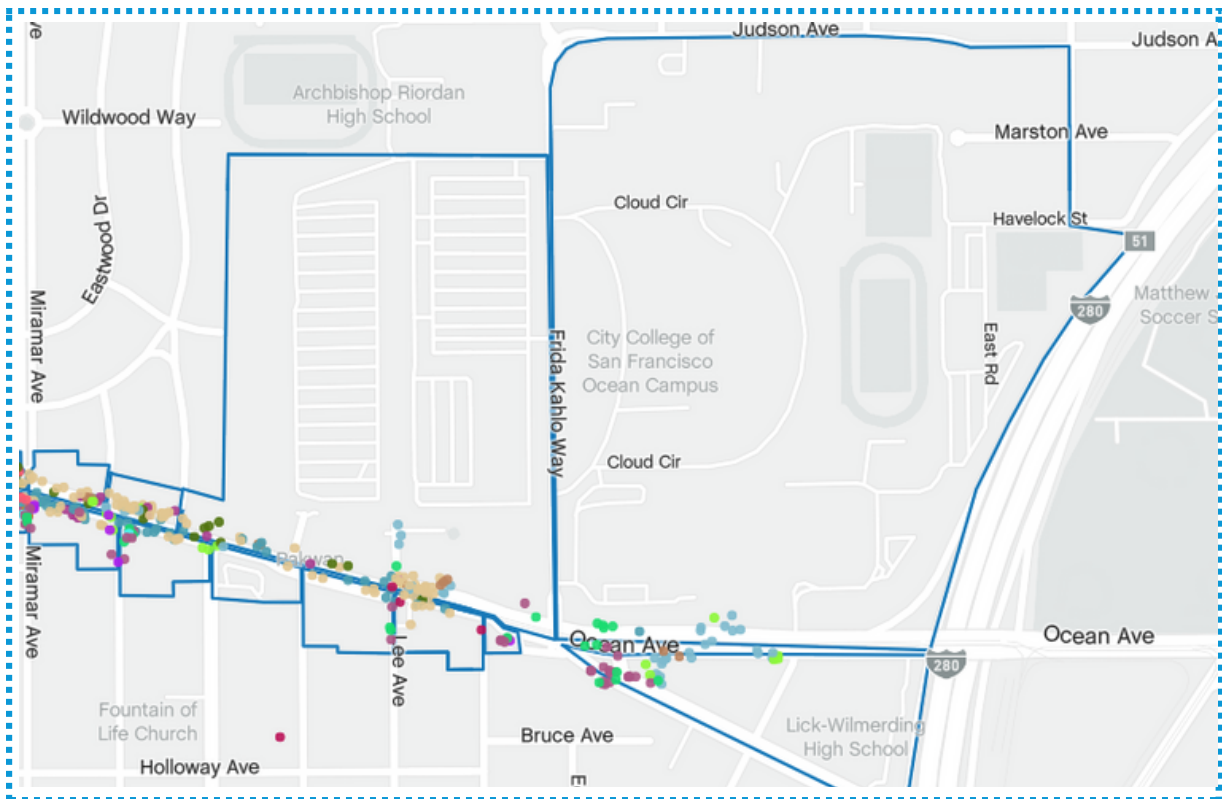 ve
Judson Ave
Judson A
Archbishop Riordan
High School
Wildwood Way
Marston Ave
Cloud Cir
Havelock St
51
Eastwood Dr
280
Matthew
Soccer S
Miramar Ave
Frida Kahlo Way
City College of
San Francisco
Ocean Campus
East Rd
Cloud Cir
Pakwan
Miramar Ave
Lee Ave
Ocean Ave
Ocean Ave
280
Fountain of
Life Church
Lick-Wilmerding
High School
Bruce Ave
Holloway Ave
E